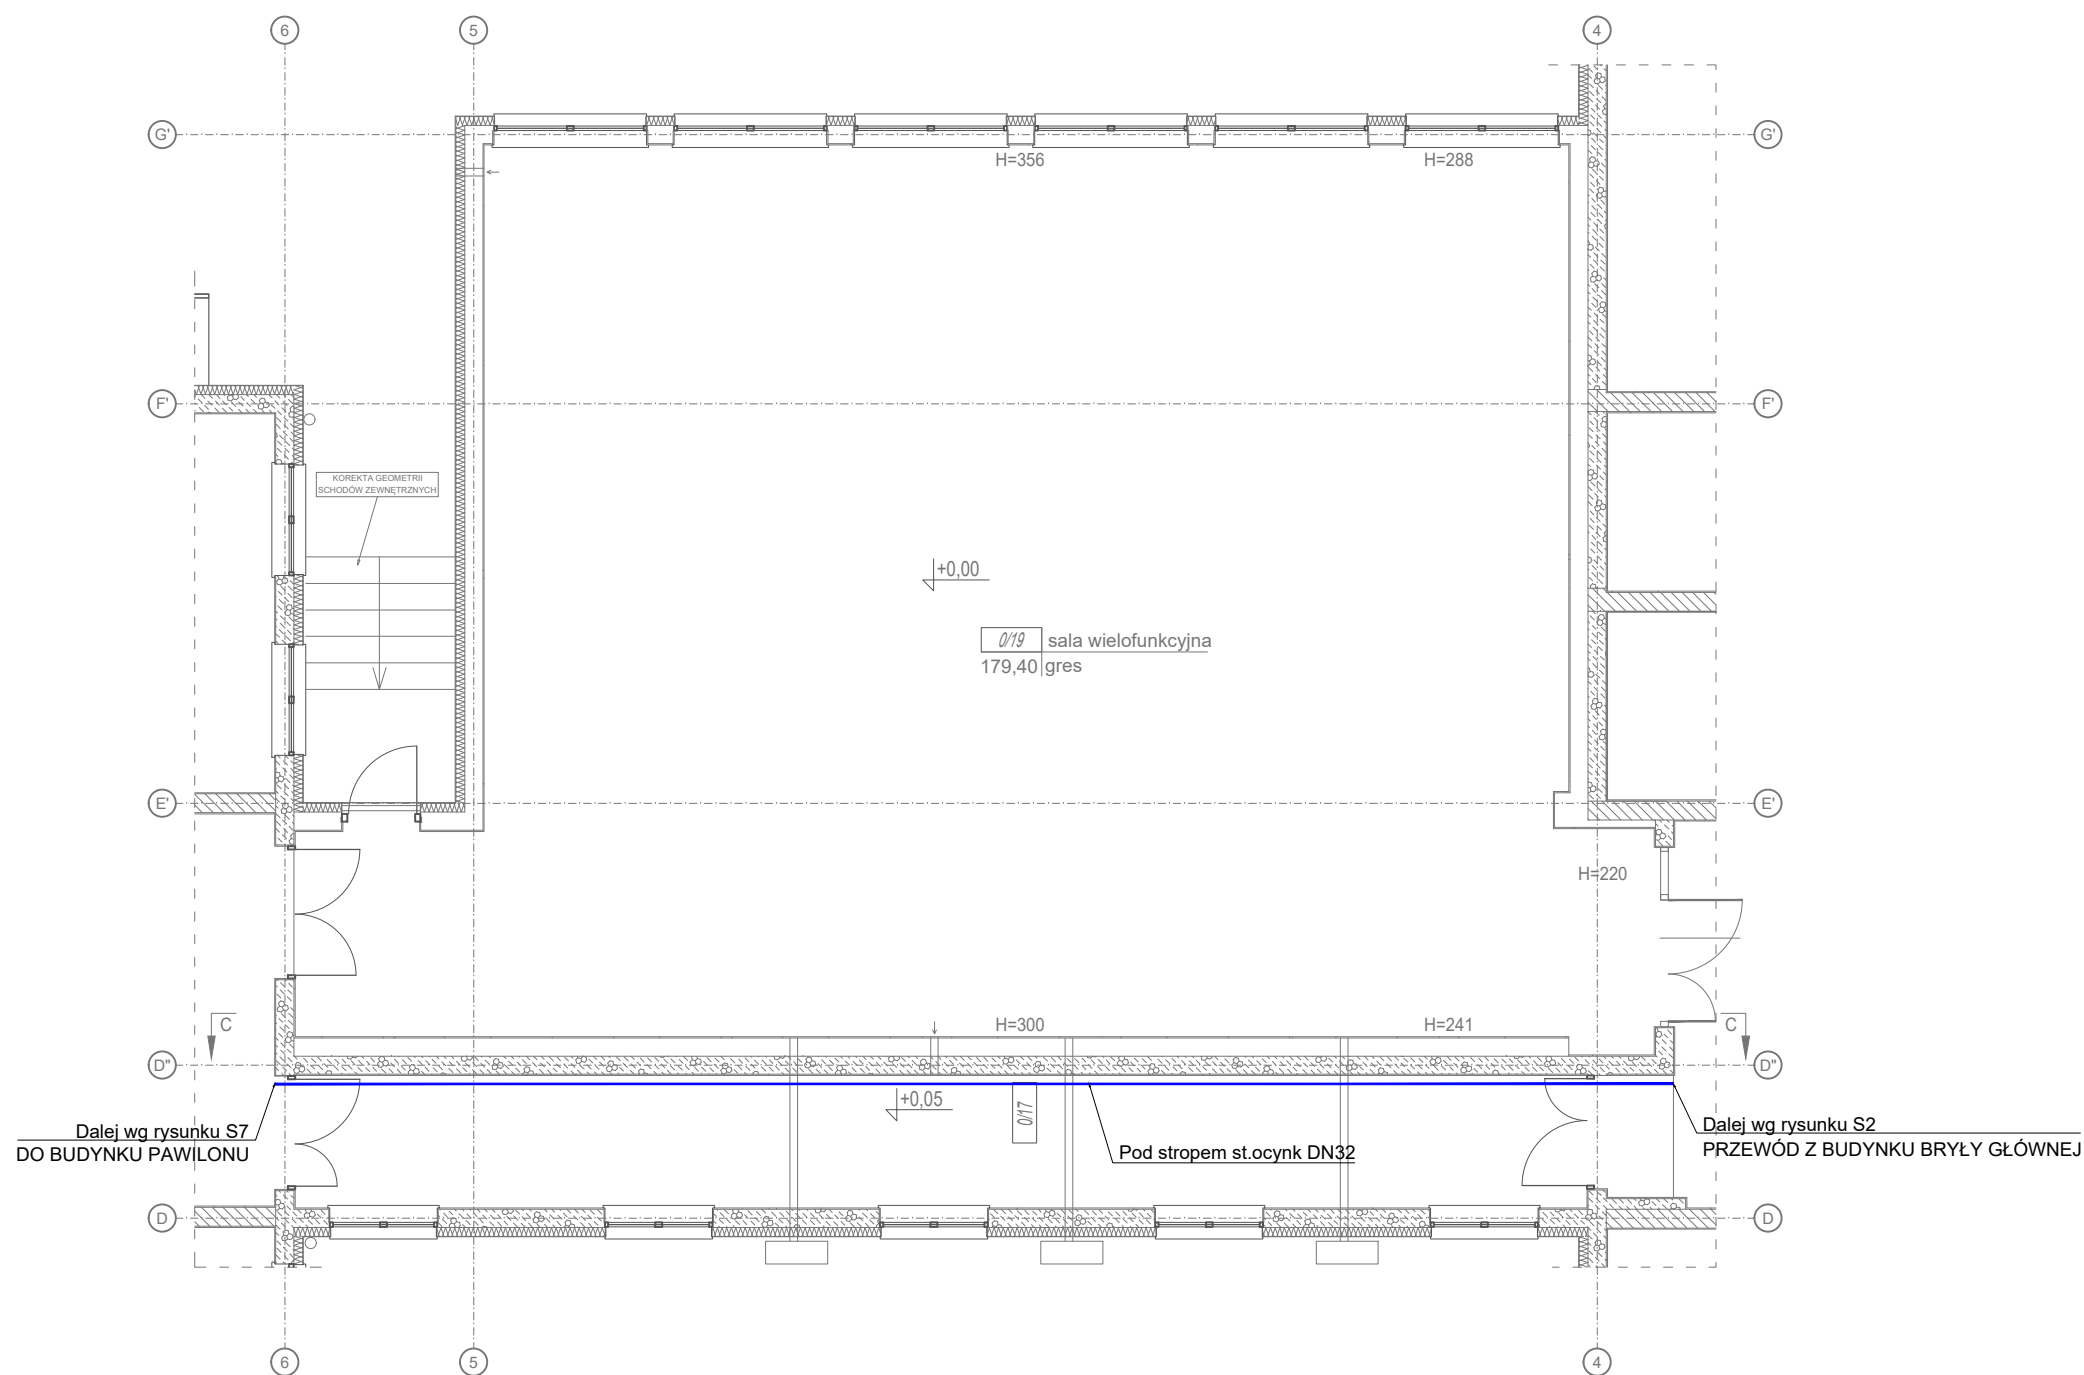 6
5
4
G'
G'
H=356
H=288
F'
F'
KOREKTA GEOMETRII
SCHODÓW ZEWNĘTRZNYCH
+0,00
0/19 sala wielofunkcyjna
179,40 gres
E'
E'
H=220
C
H=300
H=241
C
D"
D"
+0,05
0/17
Dalej wg rysunku S7
DO BUDYNKU PAWILONU
Pod stropem st.ocynk DN32
Dalej wg rysunku S2
PRZEWÓD Z BUDYNKU BRYŁY GŁÓWNEJ
D
D
6
5
4